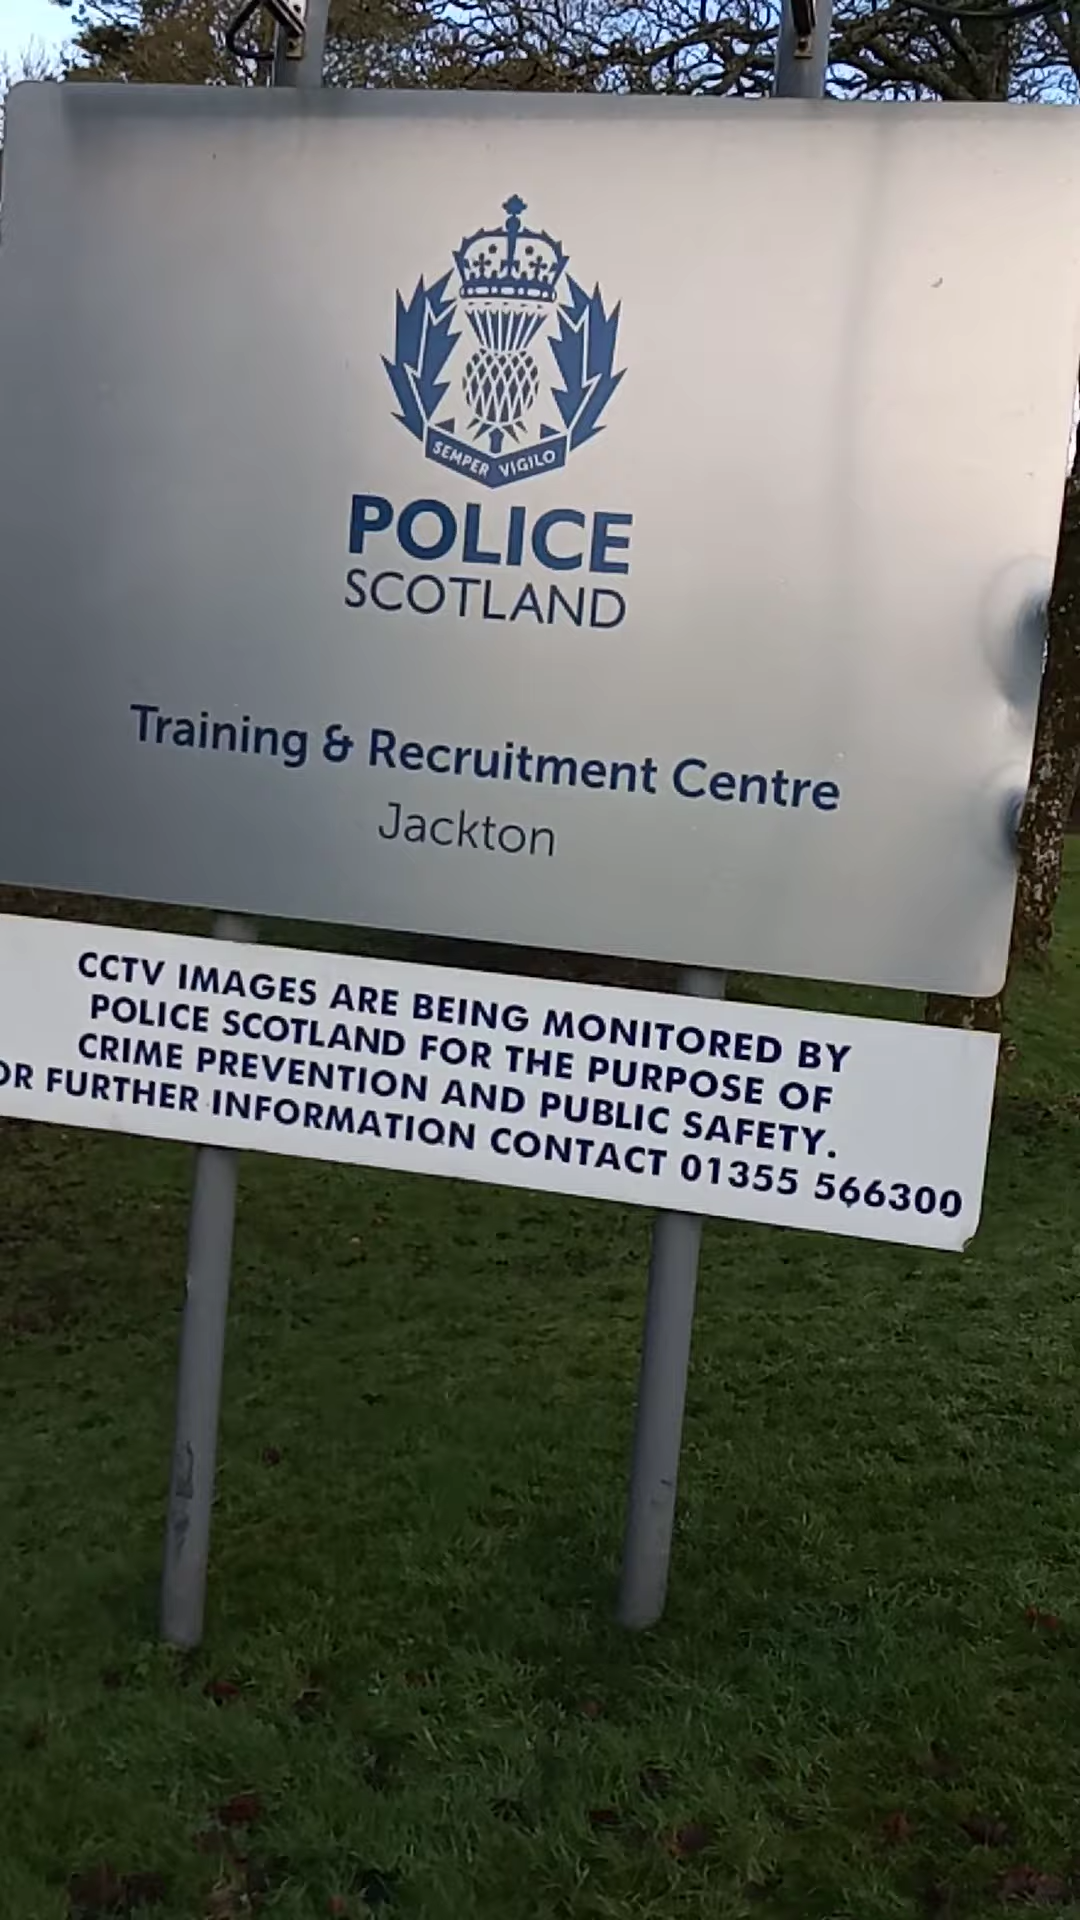 SEMPER VIGILO
POLICE
SCOTLAND
Training & Recruitment Centre
Jackton
CCTV IMAGES ARE BEING MONITORED BY
POLICE SCOTLAND FOR THE PURPOSE OF
CRIME PREVENTION AND PUBLIC SAFETY.
OR FURTHER INFORMATION CONTACT 01355 566300